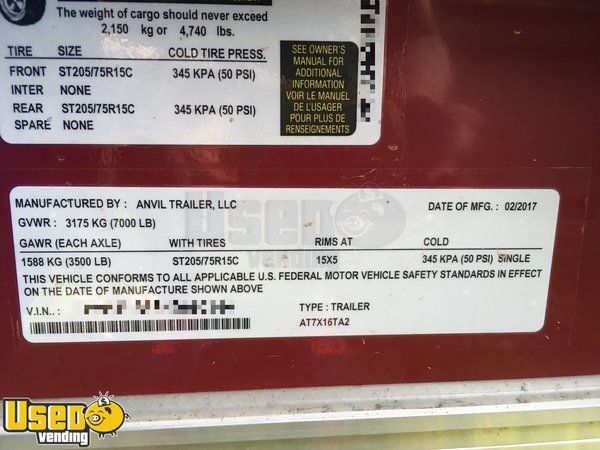 The weight of cargo should never exceed
2,150 kg or 4,740 lbs.
TIRE SIZE COLD TIRE PRESS.
FRONT ST205/75R15C 345 KPA (50 PSI)
INTER NONE
REAR ST205/75R15C 345 KPA (50 PSI)
SPARE NONE
SEE OWNER'S
MANUAL FOR
ADDITIONAL
INFORMATION
VOIR LE MANUEL
DE L'USAGER
POUR PLUS DE
RENSEIGNEMENTS
MANUFACTURED BY : ANVIL TRAILER, LLC DATE OF MFG. : 02/2017
GVWR : 3175 KG (7000 LB)
GAWR (EACH AXLE) WITH TIRES RIMS AT COLD
1588 KG (3500 LB) ST205/75R15C 15X5 345 KPA (50 PSI) SINGLE
THIS VEHICLE CONFORMS TO ALL APPLICABLE U.S. FEDERAL MOTOR VEHICLE SAFETY STANDARDS IN EFFECT
ON THE DATE OF MANUFACTURE SHOWN ABOVE
V.I.N.. :
TYPE : TRAILER
AT7X16TA2
Used vending
Used vending